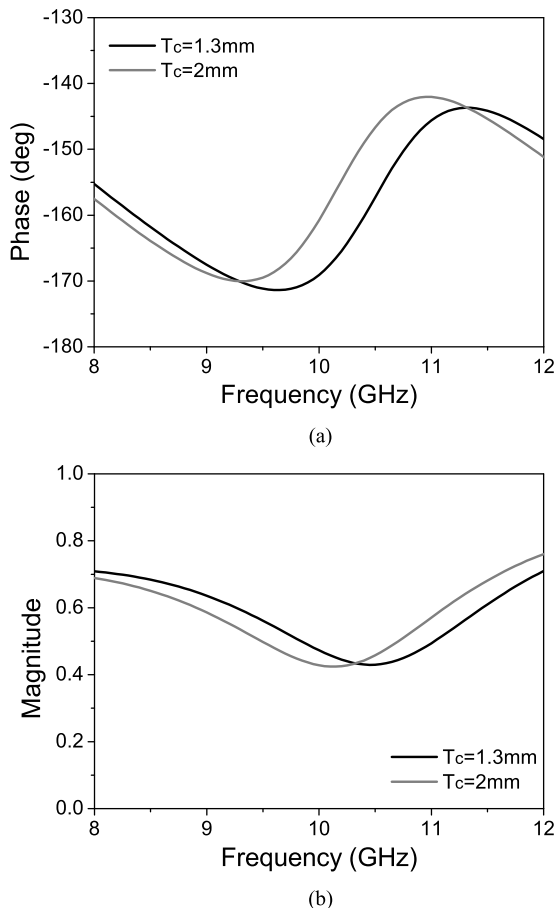 -130
-140
-150
-160
-170
-180
Phase (deg)
Tc=1.3mm
Tc=2mm
8 9 10 11 12
Frequency (GHz)
(a)
1.0
0.8
0.6
0.4
0.2
0.0
Magnitude
Tc=1.3mm
Tc=2mm
8 9 10 11 12
Frequency (GHz)
(b)